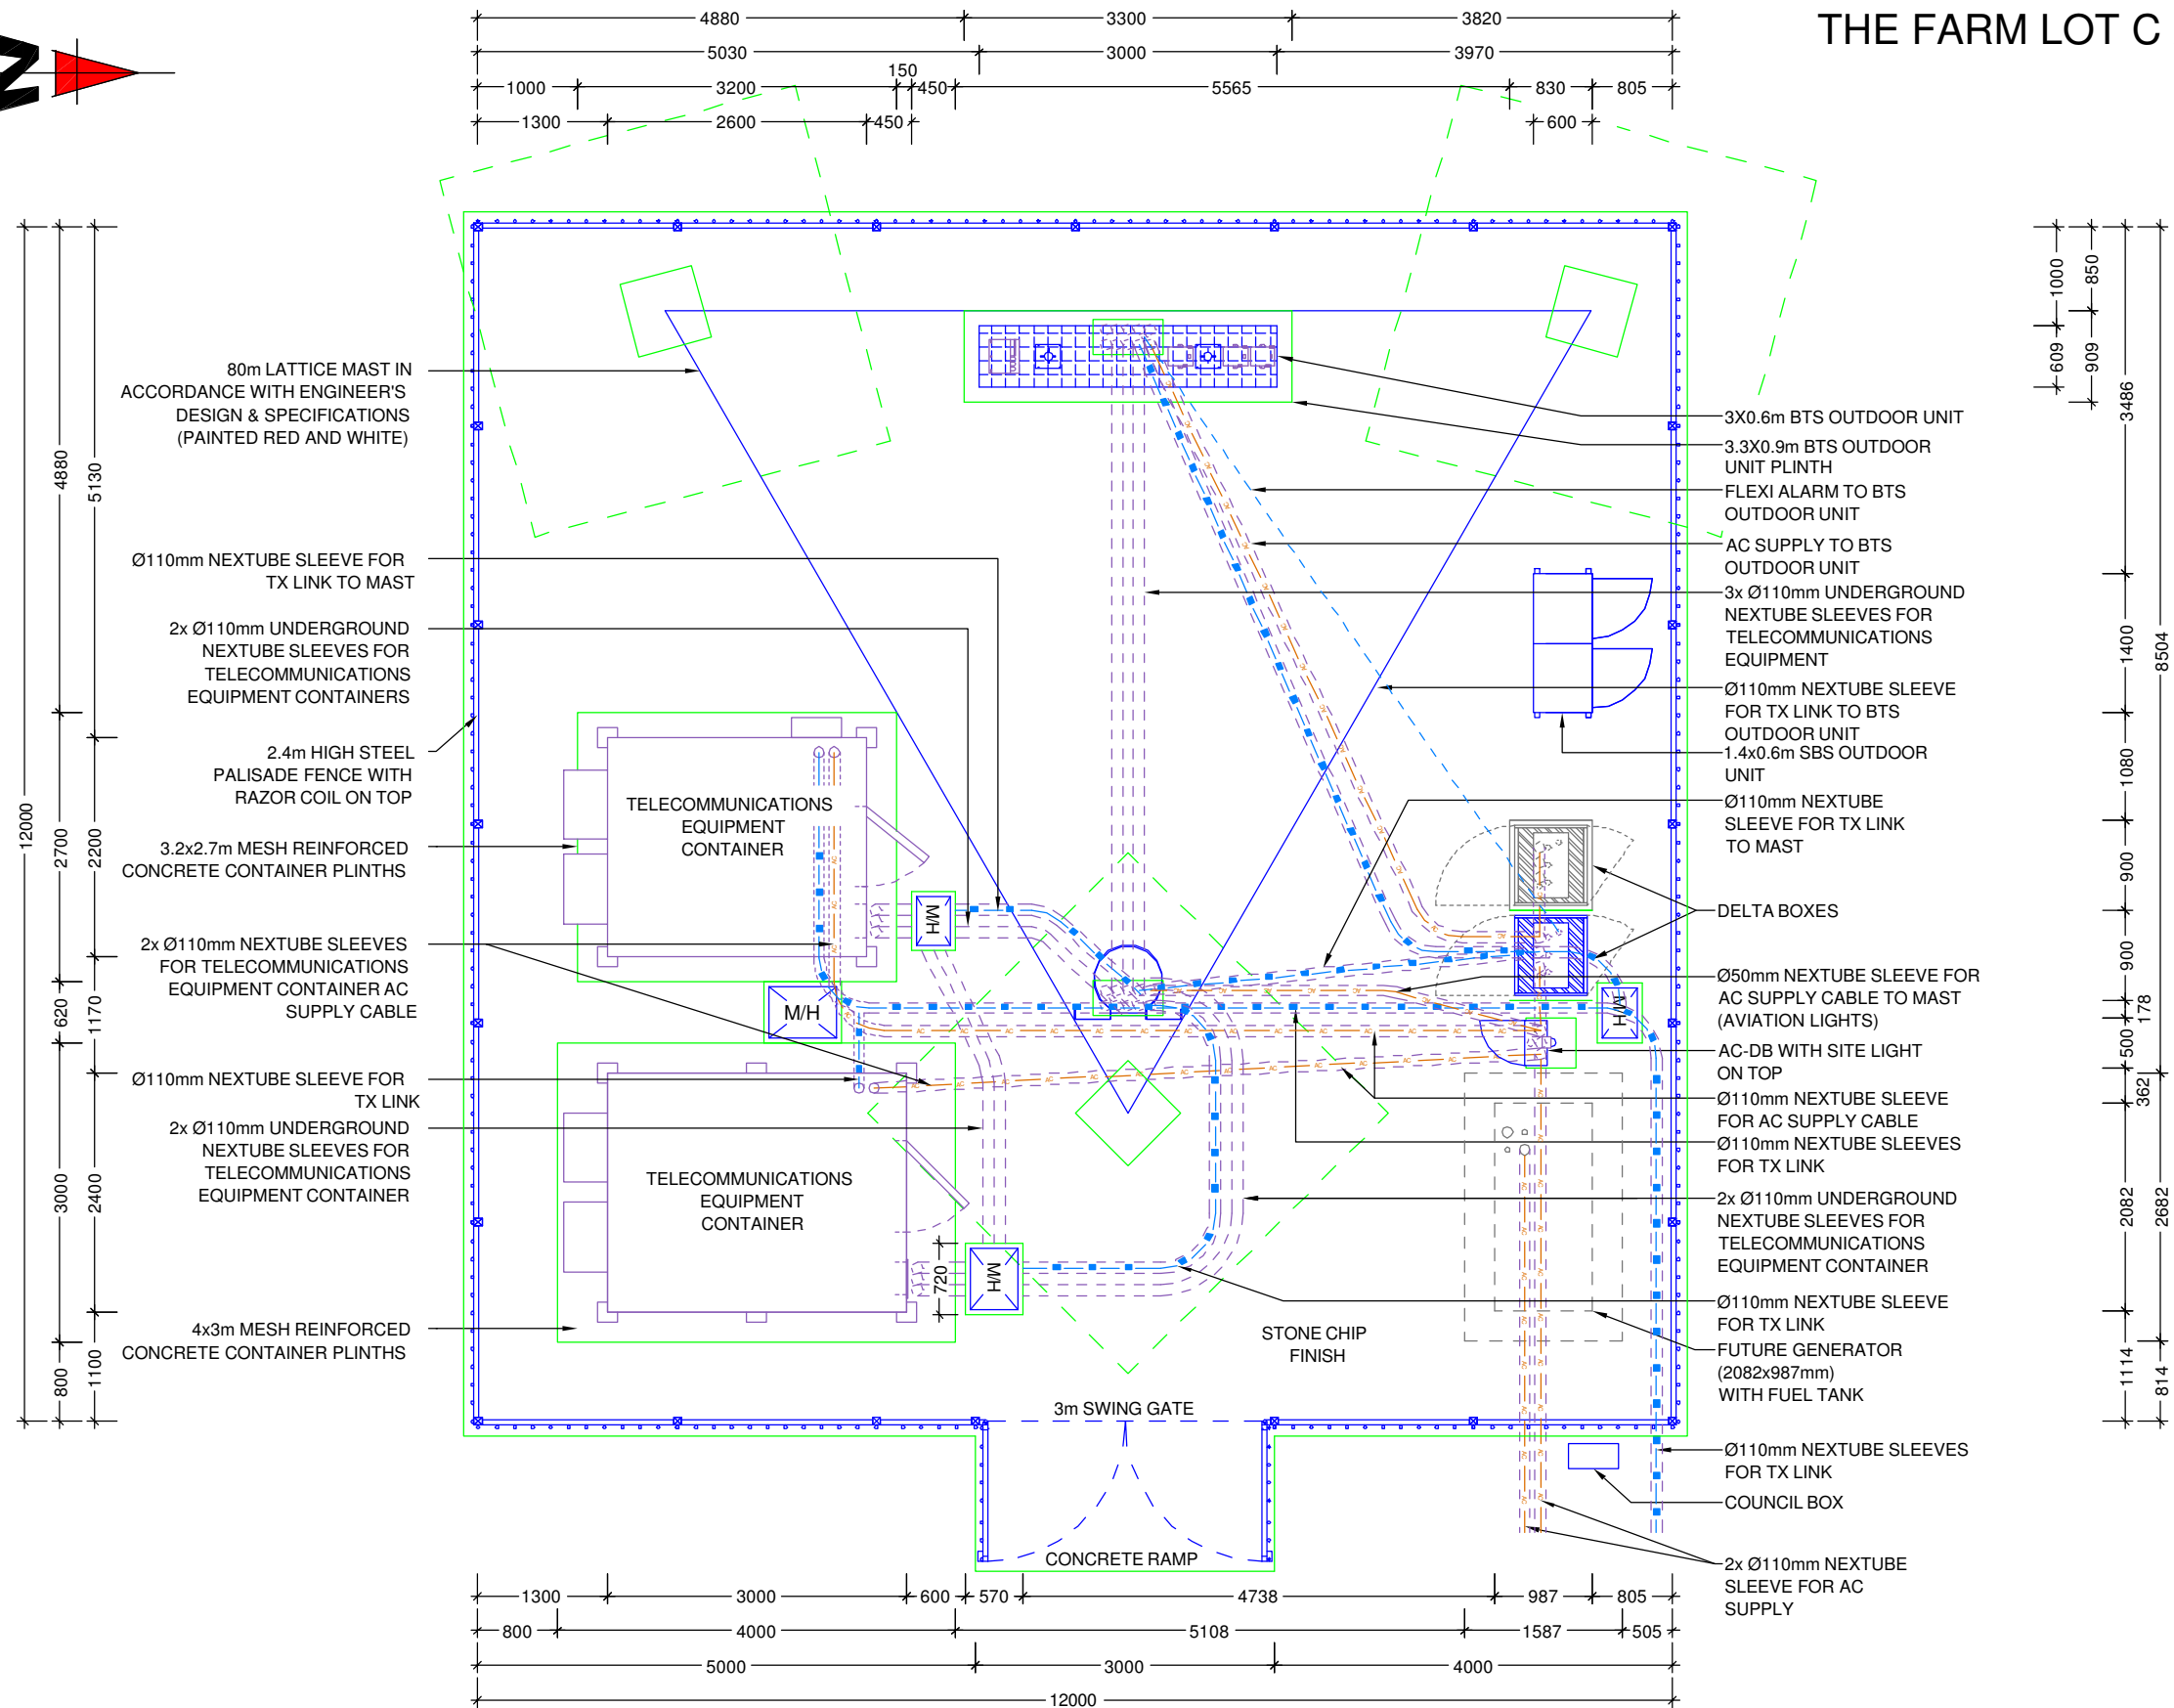 THE FARM LOT C
N
4880
3300
3820
5030
3000
3970
150
1000
3200
450
5565
830
805
1300
2600
450
600
12000
4880
2700
620
3000
800
5130
2200
1170
2400
1100
1000
609
850
909
3486
1400
1080
900
900
178
500
362
2082
1114
8504
2682
814
80m LATTICE MAST IN
ACCORDANCE WITH ENGINEER'S
DESIGN & SPECIFICATIONS
(PAINTED RED AND WHITE)
Ø110mm NEXTUBE SLEEVE FOR
TX LINK TO MAST
2x Ø110mm UNDERGROUND
NEXTUBE SLEEVES FOR
TELECOMMUNICATIONS
EQUIPMENT CONTAINERS
2.4m HIGH STEEL
PALISADE FENCE WITH
RAZOR COIL ON TOP
3.2x2.7m MESH REINFORCED
CONCRETE CONTAINER PLINTHS
2x Ø110mm NEXTUBE SLEEVES
FOR TELECOMMUNICATIONS
EQUIPMENT CONTAINER AC
SUPPLY CABLE
Ø110mm NEXTUBE SLEEVE FOR
TX LINK
2x Ø110mm UNDERGROUND
NEXTUBE SLEEVES FOR
TELECOMMUNICATIONS
EQUIPMENT CONTAINER
4x3m MESH REINFORCED
CONCRETE CONTAINER PLINTHS
TELECOMMUNICATIONS
EQUIPMENT
CONTAINER
M/H
M/H
M/H
TELECOMMUNICATIONS
EQUIPMENT
CONTAINER
720
M/H
STONE CHIP
FINISH
3m SWING GATE
CONCRETE RAMP
3X0.6m BTS OUTDOOR UNIT
3.3X0.9m BTS OUTDOOR
UNIT PLINTH
FLEXI ALARM TO BTS
OUTDOOR UNIT
AC SUPPLY TO BTS
OUTDOOR UNIT
3x Ø110mm UNDERGROUND
NEXTUBE SLEEVES FOR
TELECOMMUNICATIONS
EQUIPMENT
Ø110mm NEXTUBE SLEEVE
FOR TX LINK TO BTS
OUTDOOR UNIT
1.4x0.6m SBS OUTDOOR
UNIT
Ø110mm NEXTUBE
SLEEVE FOR TX LINK
TO MAST
DELTA BOXES
Ø50mm NEXTUBE SLEEVE FOR
AC SUPPLY CABLE TO MAST
(AVIATION LIGHTS)
AC-DB WITH SITE LIGHT
ON TOP
Ø110mm NEXTUBE SLEEVE
FOR AC SUPPLY CABLE
Ø110mm NEXTUBE SLEEVES
FOR TX LINK
2x Ø110mm UNDERGROUND
NEXTUBE SLEEVES FOR
TELECOMMUNICATIONS
EQUIPMENT CONTAINER
Ø110mm NEXTUBE SLEEVE
FOR TX LINK
FUTURE GENERATOR
(2082x987mm)
WITH FUEL TANK
Ø110mm NEXTUBE SLEEVES
FOR TX LINK
COUNCIL BOX
2x Ø110mm NEXTUBE
SLEEVE FOR AC
SUPPLY
1300
3000
600
570
4738
987
805
800
4000
5108
1587
505
5000
3000
4000
12000